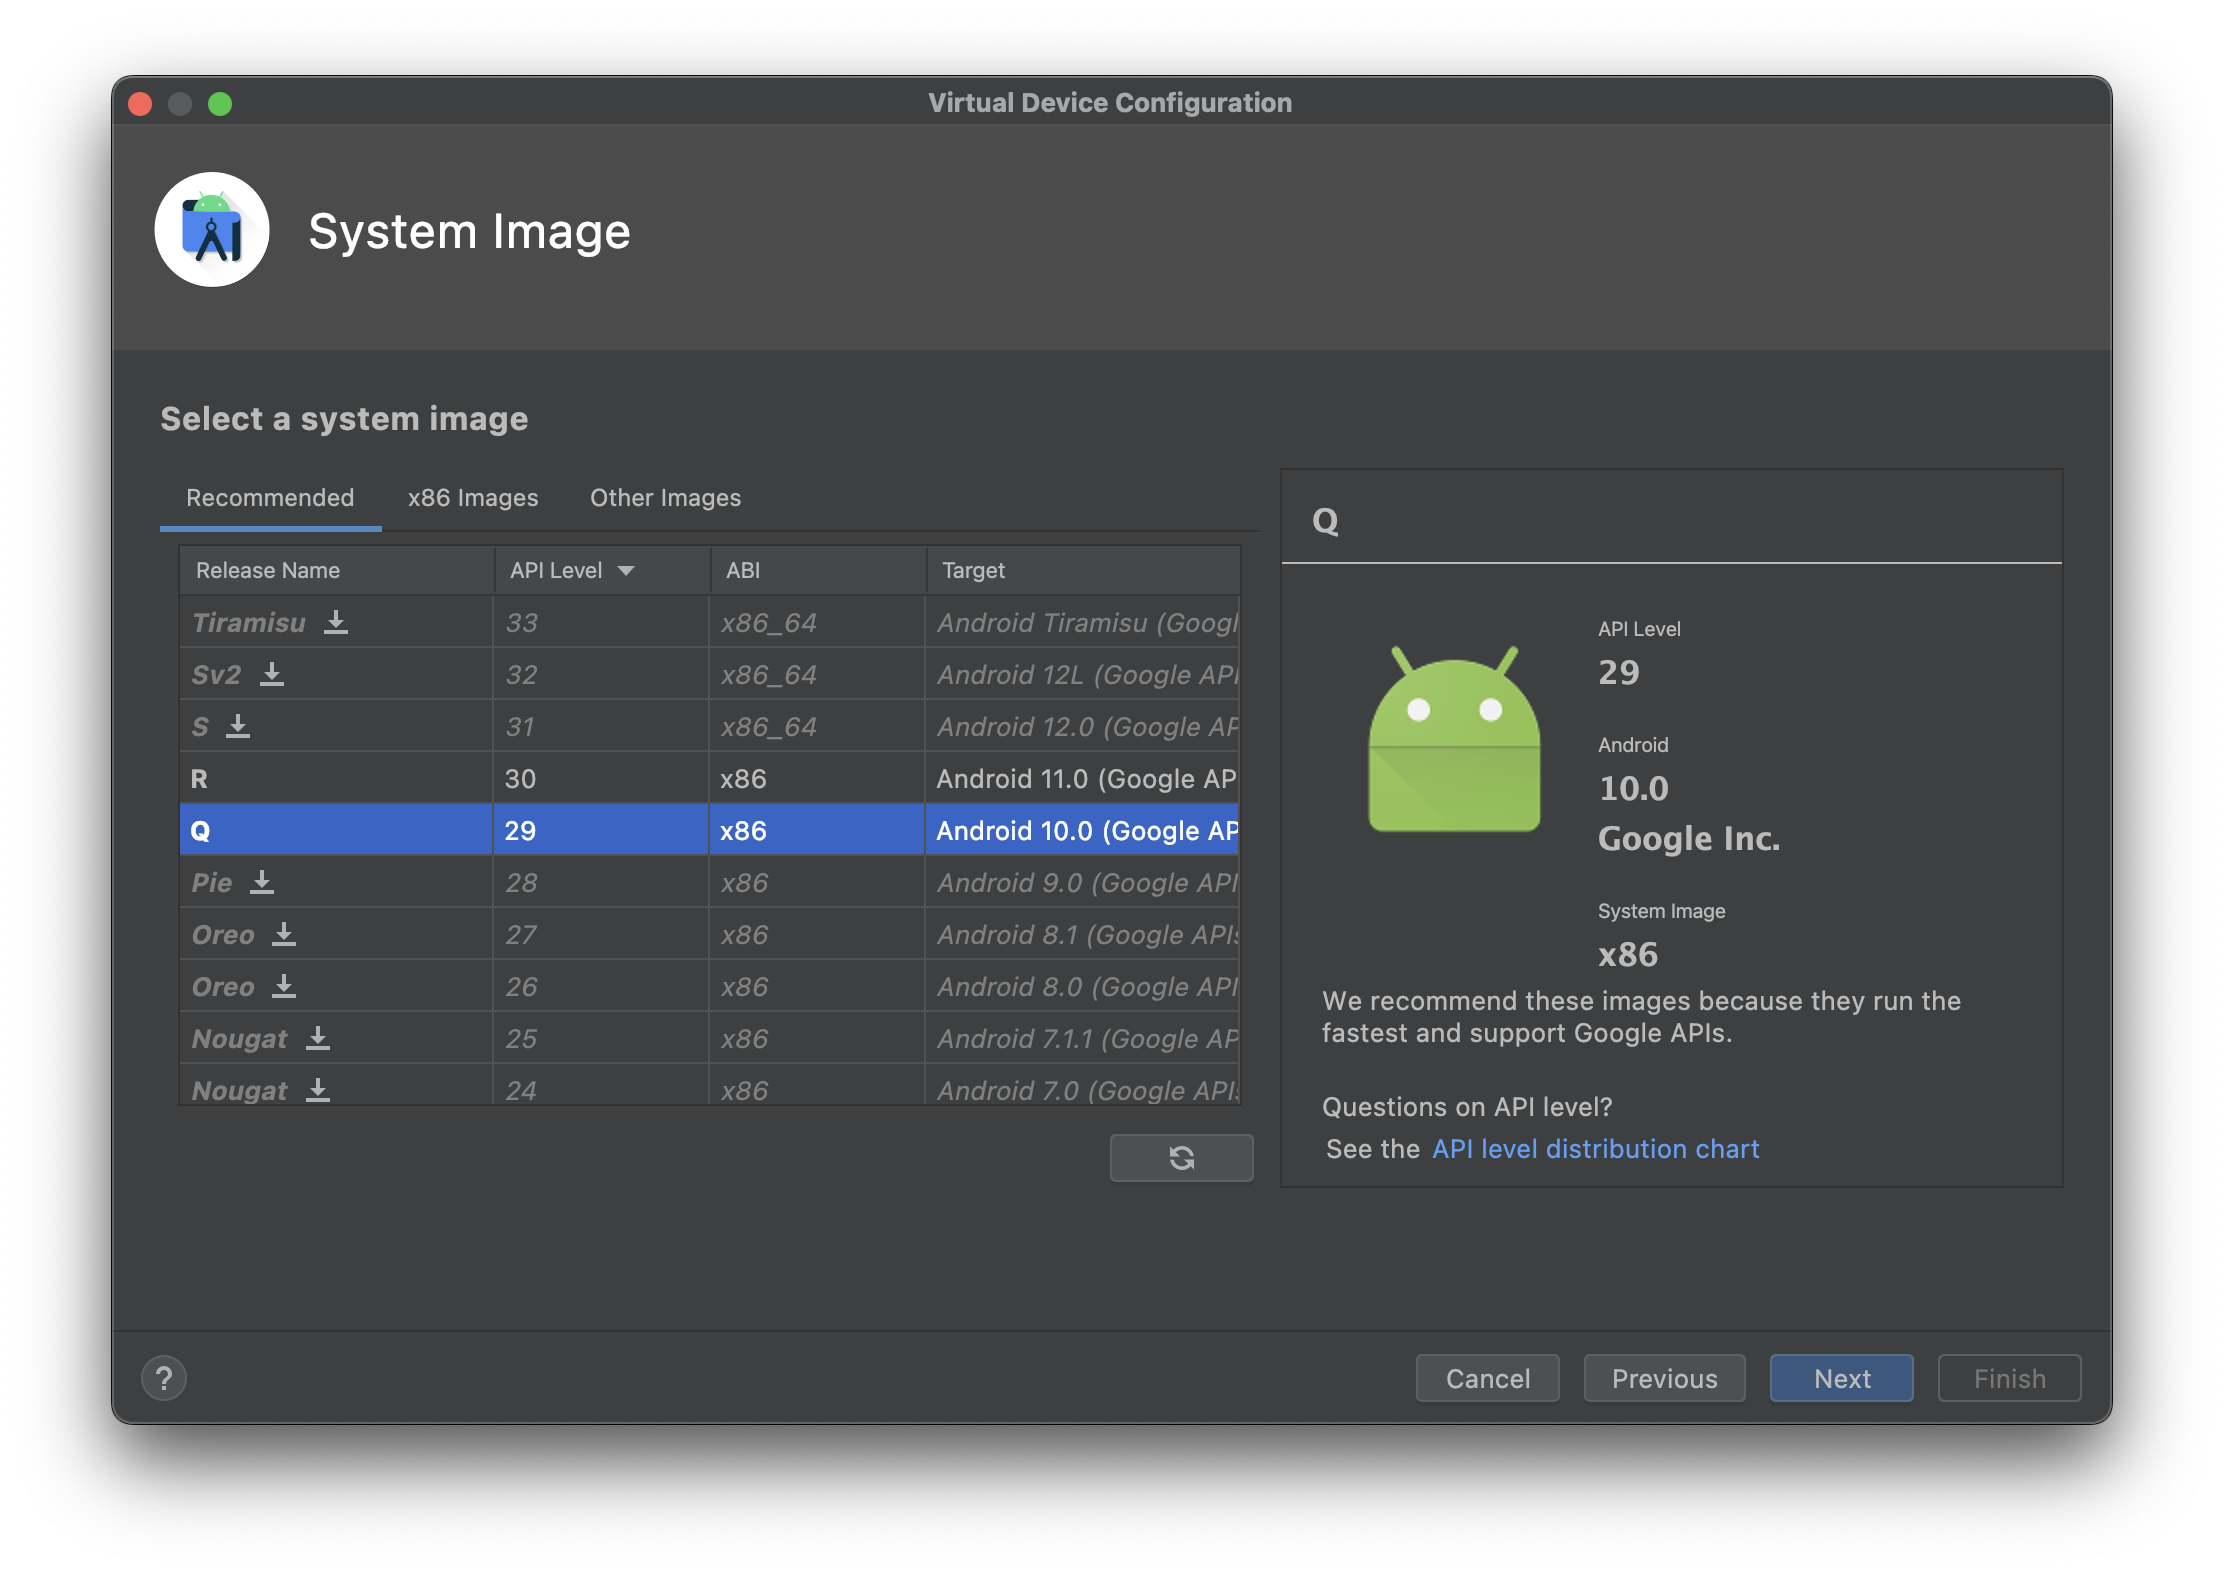 Virtual Device Configuration
System Image
Select a system image
Recommended x86 Images Other Images
Release Name API Level ABI Target
Tiramisu 33 x86_64 Android Tiramisu (Googl
Sv2 32 x86_64 Android 12L (Google API
S 31 x86_64 Android 12.0 (Google AP
R 30 x86 Android 11.0 (Google AP
Q 29 x86 Android 10.0 (Google AP
Pie 28 x86 Android 9.0 (Google API
Oreo 27 x86 Android 8.1 (Google APIs
Oreo 26 x86 Android 8.0 (Google API
Nougat 25 x86 Android 7.1.1 (Google AP
Nougat 24 x86 Android 7.0 (Google APIs
Q
API Level
29
Android
10.0
Google Inc.
System Image
x86
We recommend these images because they run the
fastest and support Google APIs.
Questions on API level?
See the API level distribution chart
? Cancel Previous Next Finish